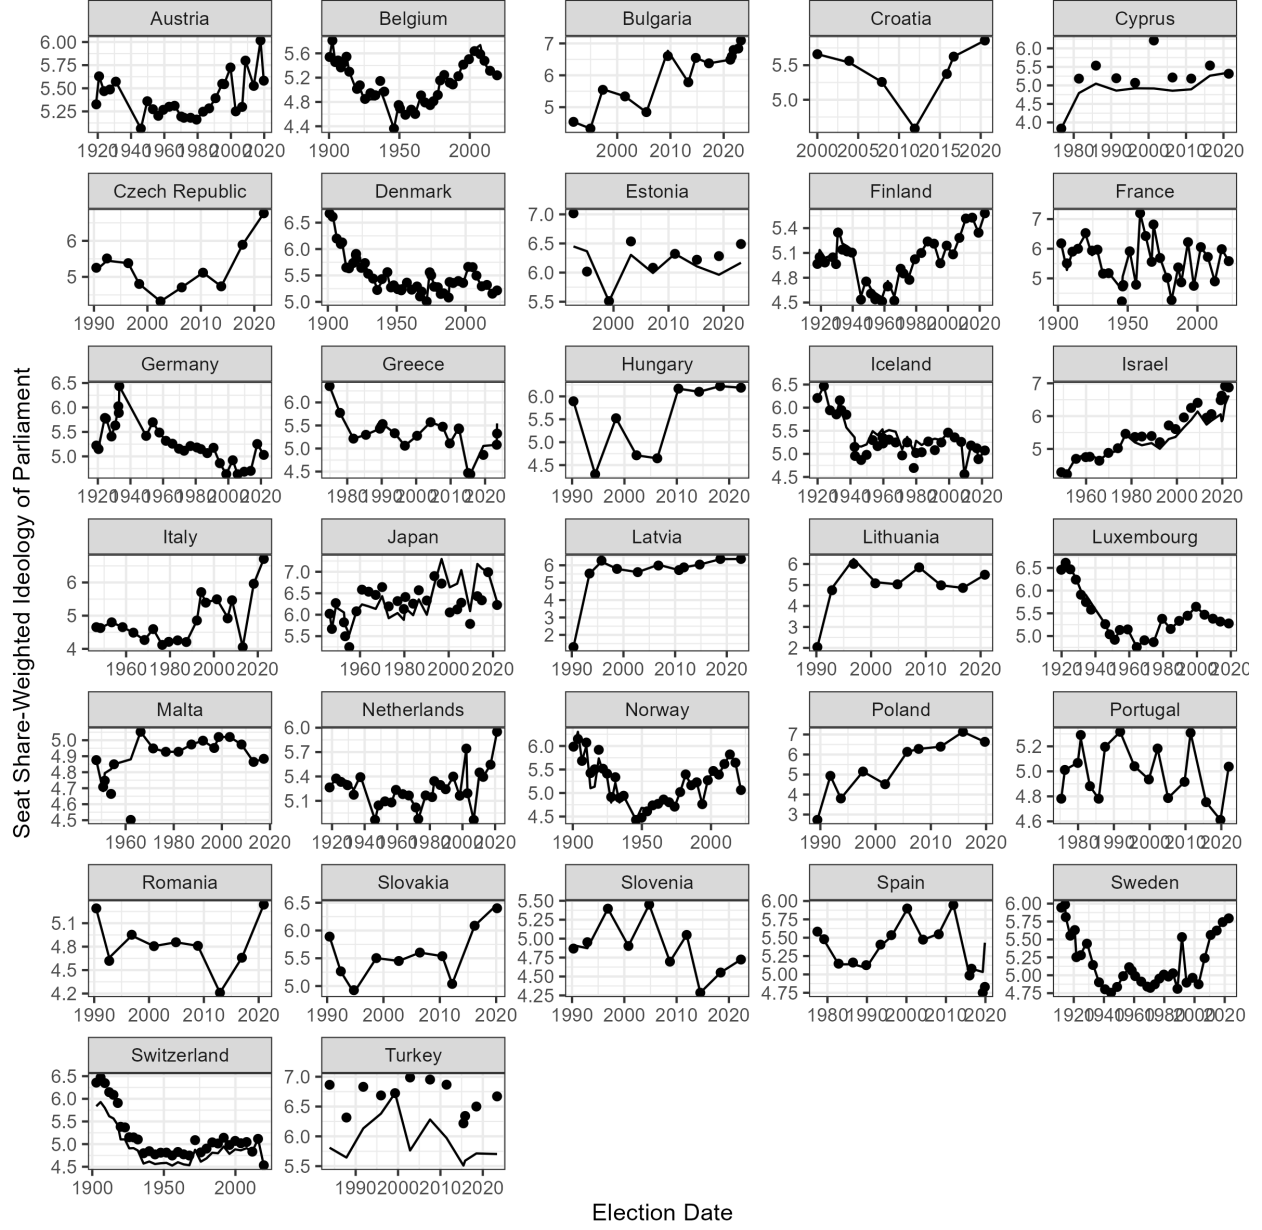 Austria Belgium Bulgaria Croatia Cyprus
6.00 5.75 5.50 5.25
5.6 5.2 4.8 4.4
7 6 5
5.5 5.0
6.0 5.5 5.0 4.5 4.0
1920 1940 1960 1980 2000 2020
1900 1950 2000
2000 2010 2020
2000 2005 2010 2015 2020
1980 1990 2000 2010 2020
Czech Republic Denmark Estonia Finland France
6 5
6.5 6.0 5.5 5.0
7.0 6.5 6.0 5.5
5.4 5.1 4.8 4.5
7 6 5
1990 2000 2010 2020
1900 1950 2000
2000 2010 2020
1920 1940 1960 1980 2000 2020
1900 1950 2000
Germany Greece Hungary Iceland Israel
6.5 6.0 5.5 5.0
6.0 5.5 5.0 4.5
6.0 5.5 5.0 4.5
6.5 6.0 5.5 5.0 4.5
7 6 5
1920 1940 1960 1980 2000 2020
1980 1990 2000 2010 2020
1990 2000 2010 2020
1920 1940 1960 1980 2000 2020
1960 1980 2000 2020
Seat Share-Weighted Ideology of Parliament
Italy Japan Latvia Lithuania Luxembourg
6 5 4
7.0 6.5 6.0 5.5
6 5 4 3 2
6 5 4 3 2
6.5 6.0 5.5 5.0
1960 1980 2000 2020
1960 1980 2000 2020
1990 2000 2010 2020
1990 2000 2010 2020
1920 1940 1960 1980 2000 2020
Malta Netherlands Norway Poland Portugal
5.0 4.9 4.8 4.7 4.6 4.5
6.0 5.7 5.4 5.1
6.0 5.5 5.0 4.5
7 6 5 4 3
5.2 5.0 4.8 4.6
1960 1980 2000 2020
1920 1940 1960 1980 2000 2020
1900 1950 2000
1990 2000 2010 2020
1980 1990 2000 2010 2020
Romania Slovakia Slovenia Spain Sweden
5.1 4.8 4.5 4.2
6.5 6.0 5.5 5.0
5.50 5.25 5.00 4.75 4.50 4.25
6.00 5.75 5.50 5.25 5.00 4.75
6.00 5.75 5.50 5.25 5.00 4.75
1990 2000 2010 2020
1990 2000 2010 2020
1990 2000 2010 2020
1980 1990 2000 2010 2020
1920 1940 1960 1980 2000 2020
Switzerland Turkey
6.5 6.0 5.5 5.0 4.5
7.0 6.5 6.0 5.5
1900 1950 2000
1990 2000 2010 2020
Election Date